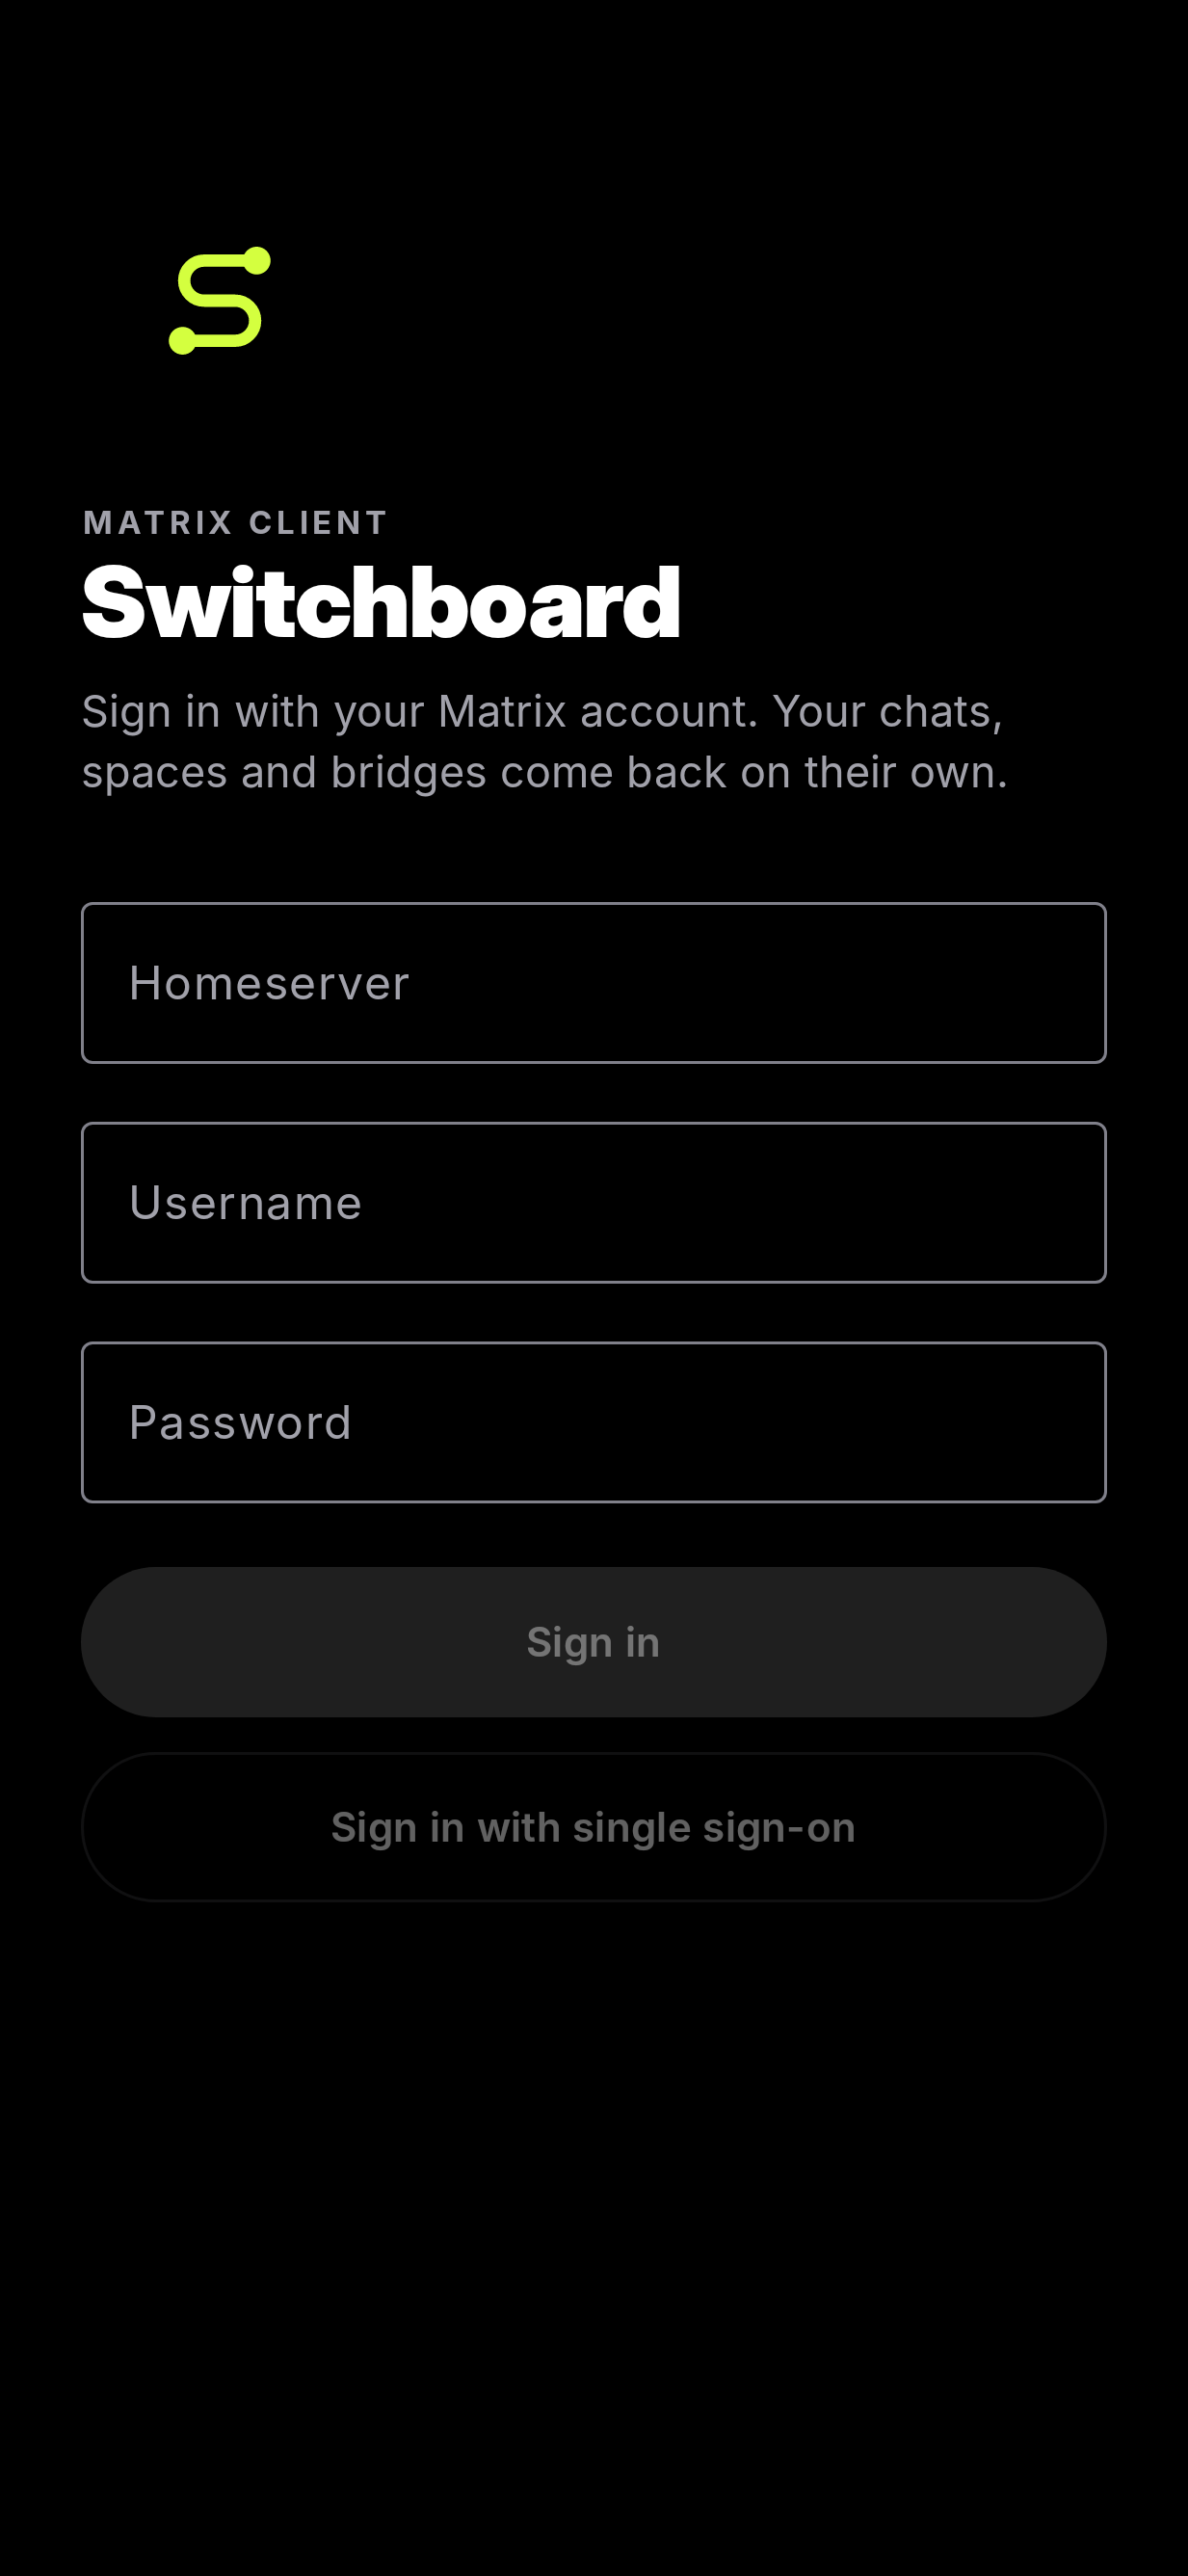 MATRIX CLIENT
Switchboard
Sign in with your Matrix account. Your chats,
spaces and bridges come back on their own.
Homeserver
Username
Password
Sign in
Sign in with single sign-on